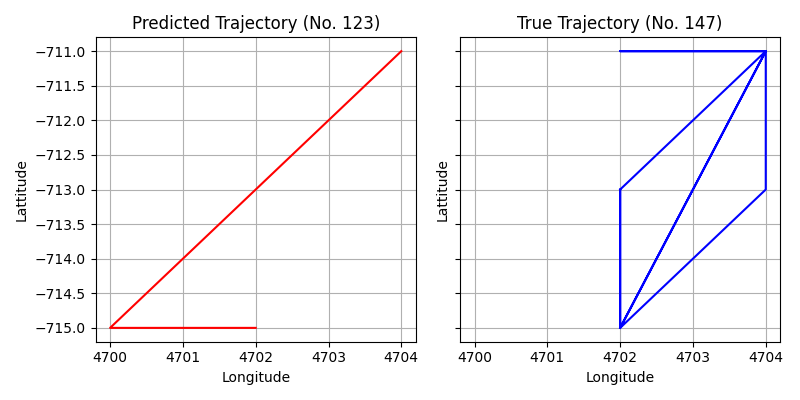 Predicted Trajectory (No. 123)
Lattitude
−711.0
−711.5
−712.0
−712.5
−713.0
−713.5
−714.0
−714.5
−715.0
4700 4701 4702 4703 4704
Longitude
True Trajectory (No. 147)
Lattitude
4700 4701 4702 4703 4704
Longitude